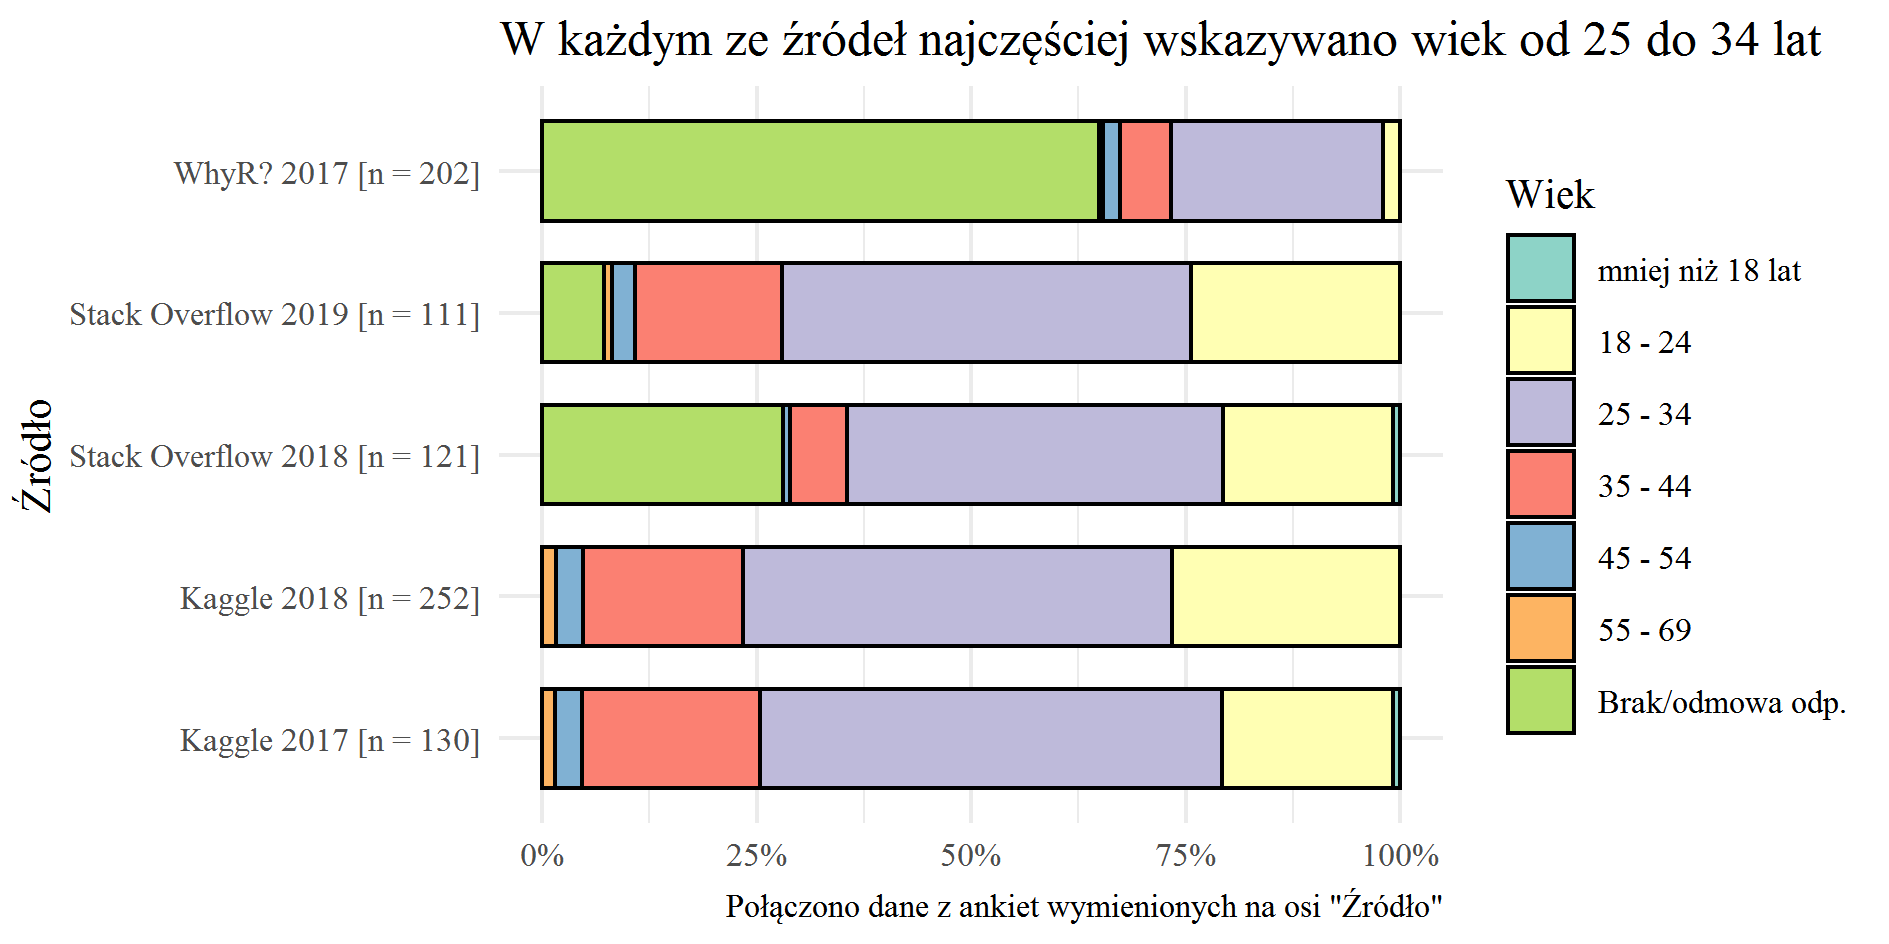 W każdym ze źródeł najczęściej wskazywano wiek od 25 do 34 lat
Źródło
WhyR? 2017 [n = 202]
Stack Overflow 2019 [n = 111]
Stack Overflow 2018 [n = 121]
Kaggle 2018 [n = 252]
Kaggle 2017 [n = 130]
0% 25% 50% 75% 100%
Połączono dane z ankiet wymienionych na osi "Źródło"
Wiek
mniej niż 18 lat
18 - 24
25 - 34
35 - 44
45 - 54
55 - 69
Brak/odmowa odp.